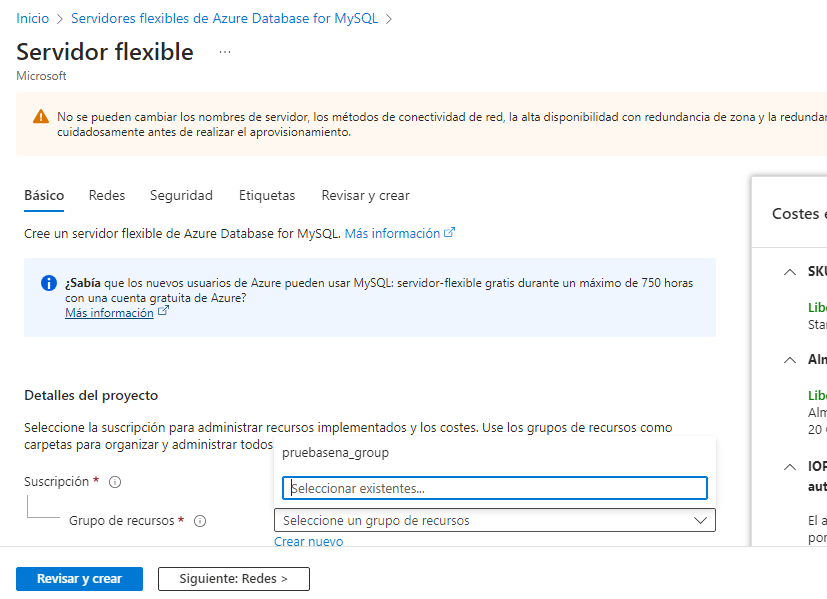 Inicio > Servidores flexibles de Azure Database for MySQL >
Servidor flexible ...
Microsoft
No se pueden cambiar los nombres de servidor, los métodos de conectividad de red, la alta disponibilidad con redundancia de zona y la redundan
cuidadosamente antes de realizar el aprovisionamiento.
Básico Redes Seguridad Etiquetas Revisar y crear
Cree un servidor flexible de Azure Database for MySQL. Más información
¿Sabía que los nuevos usuarios de Azure pueden usar MySQL: servidor-flexible gratis durante un máximo de 750 horas
con una cuenta gratuita de Azure?
Más información
Detalles del proyecto
Seleccione la suscripción para administrar recursos implementados y los costes. Use los grupos de recursos como
carpetas para organizar y administrar todos
pruebasena_group
Suscripción *
Seleccionar existentes...
Grupo de recursos *
Seleccione un grupo de recursos
Crear nuevo
Revisar y crear
Siguiente: Redes >
Costes e
SKU
Libe
Star
Alm
Libe
Alm
20 G
IOP
aut
El a
por